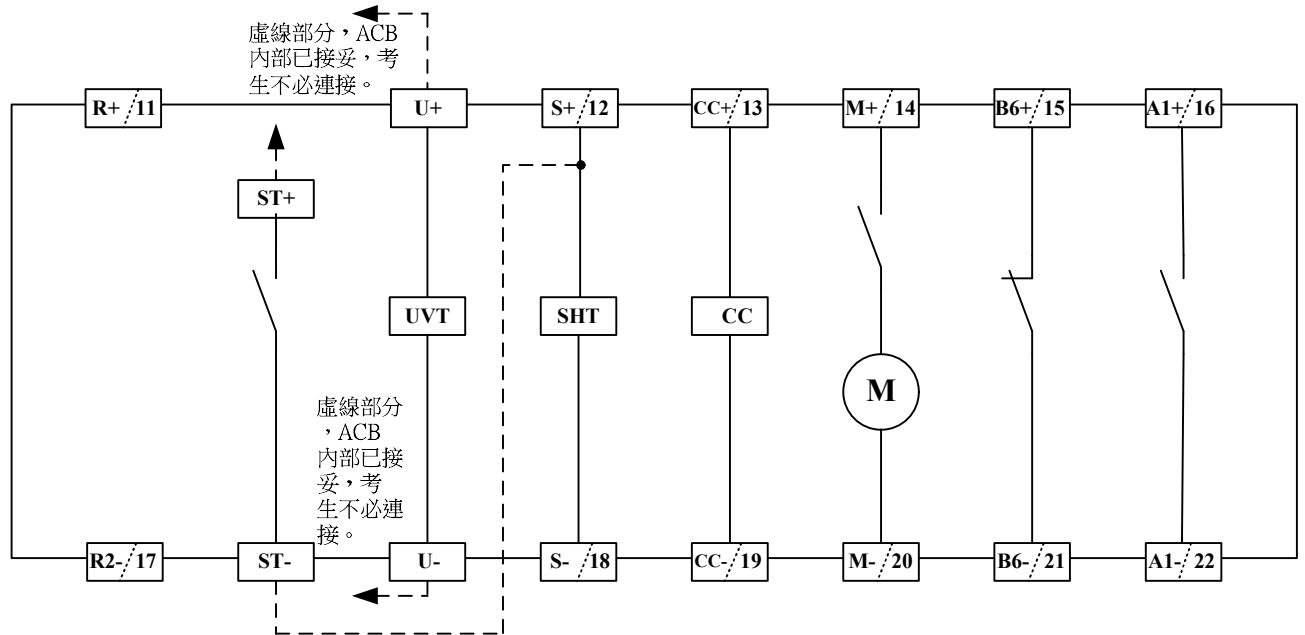 虛線部分，ACB
內部已接妥，考
生不必連接。
R+/11
U+
S+/12
CC+/13
M+/14
B6+/15
A1+/16
ST+
UVT
SHT
CC
M
虛線部分
，ACB
內部已接
妥，考
生不必連
接。
R2-/17
ST-
U-
S-/18
CC-/19
M-/20
B6-/21
A1-/22